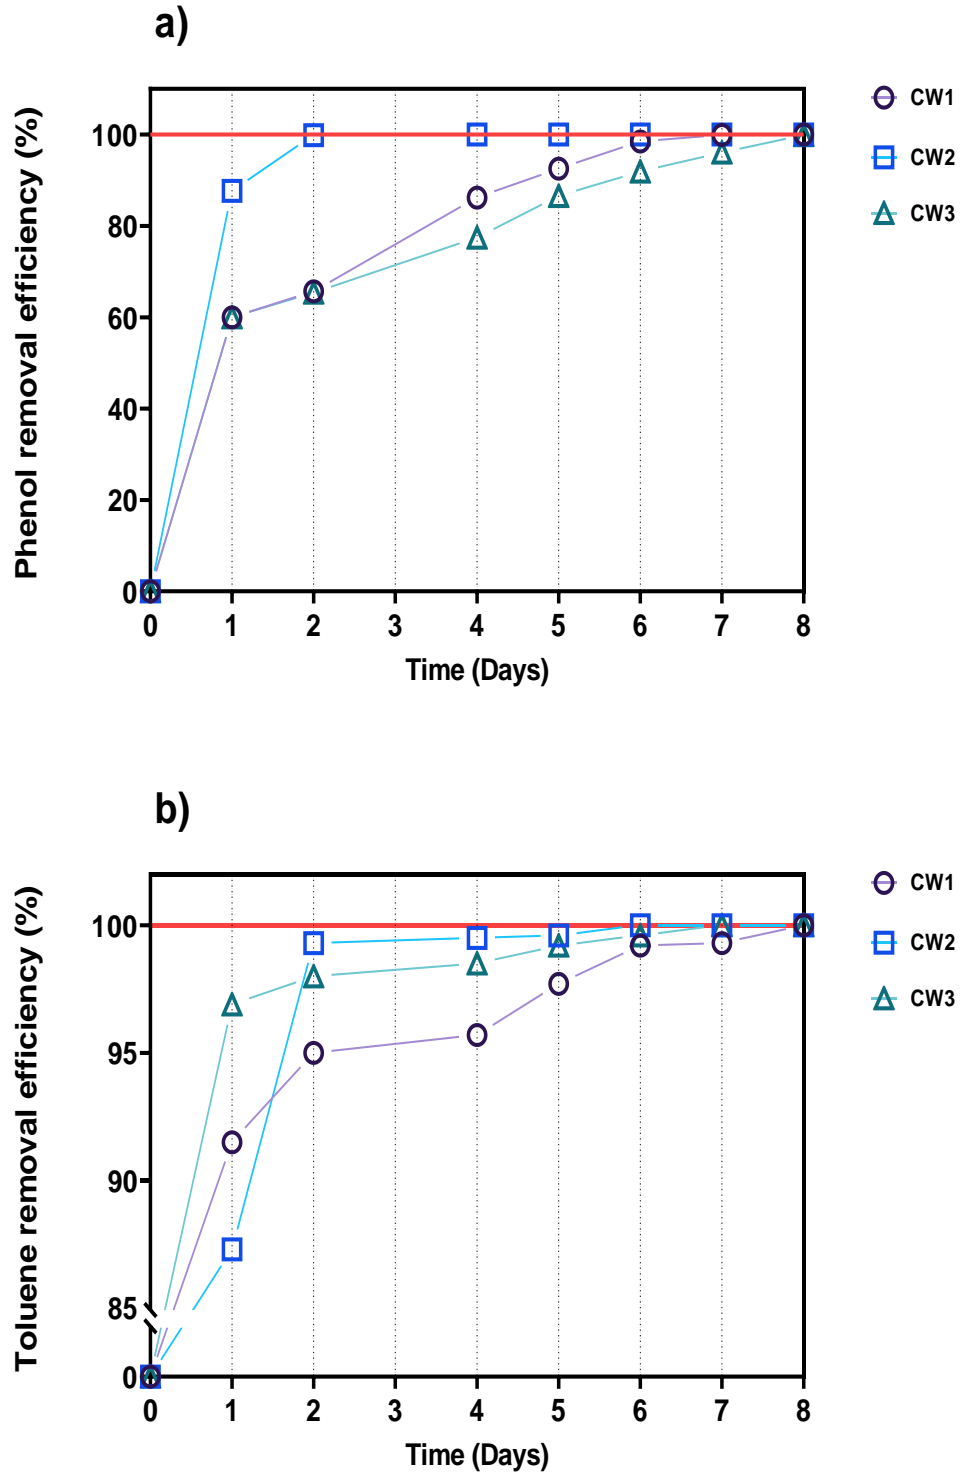 a)
Phenol removal efficiency (%)
100
80
60
40
20
0
0 1 2 3 4 5 6 7 8
Time (Days)
CW1
CW2
CW3
b)
Toluene removal efficiency (%)
100
95
90
85
0
0 1 2 3 4 5 6 7 8
Time (Days)
CW1
CW2
CW3